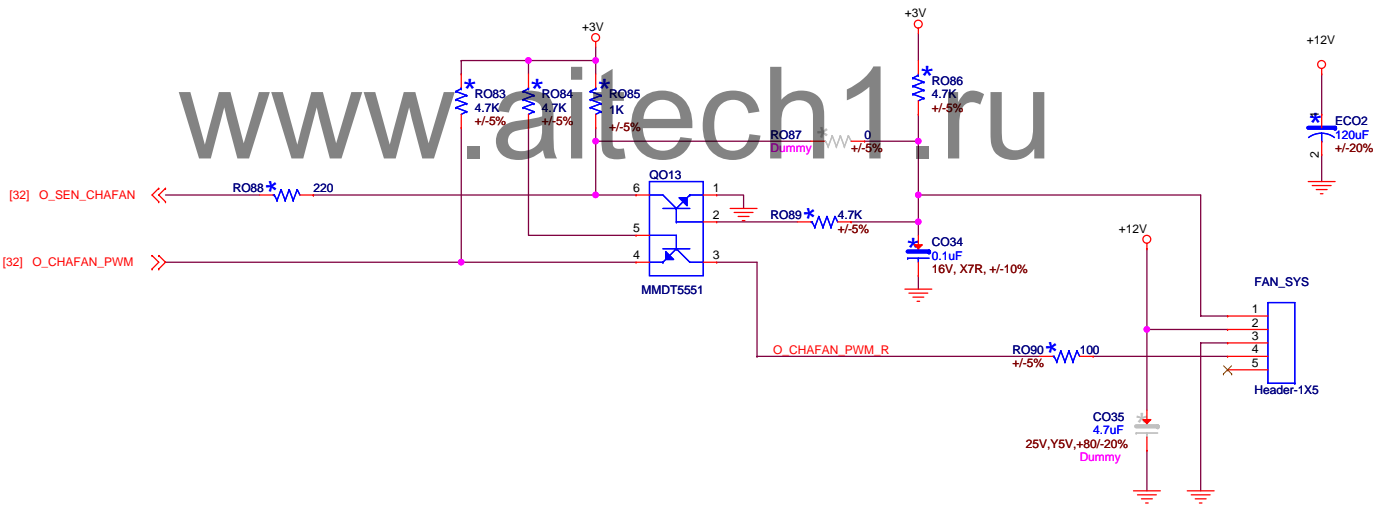 +3V
+3V
+12V
www.aitech1.ru
RO83
4.7K
+/-5%
RO84
4.7K
+/-5%
RO85
1K
+/-5%
RO86
4.7K
+/-5%
ECO2
120uF
+/-20%
2
RO87
Dummy
0
+/-5%
[32] O_SEN_CHAFAN
RO88
220
QO13
6
1
2
5
4
3
MMDT5551
RO89
4.7K
+/-5%
[32] O_CHAFAN_PWM
CO34
0.1uF
16V, X7R, +/-10%
+12V
FAN_SYS
1
2
3
4
5
Header-1X5
O_CHAFAN_PWM_R
RO90
100
+/-5%
CO35
4.7uF
25V,Y5V,+80/-20%
Dummy